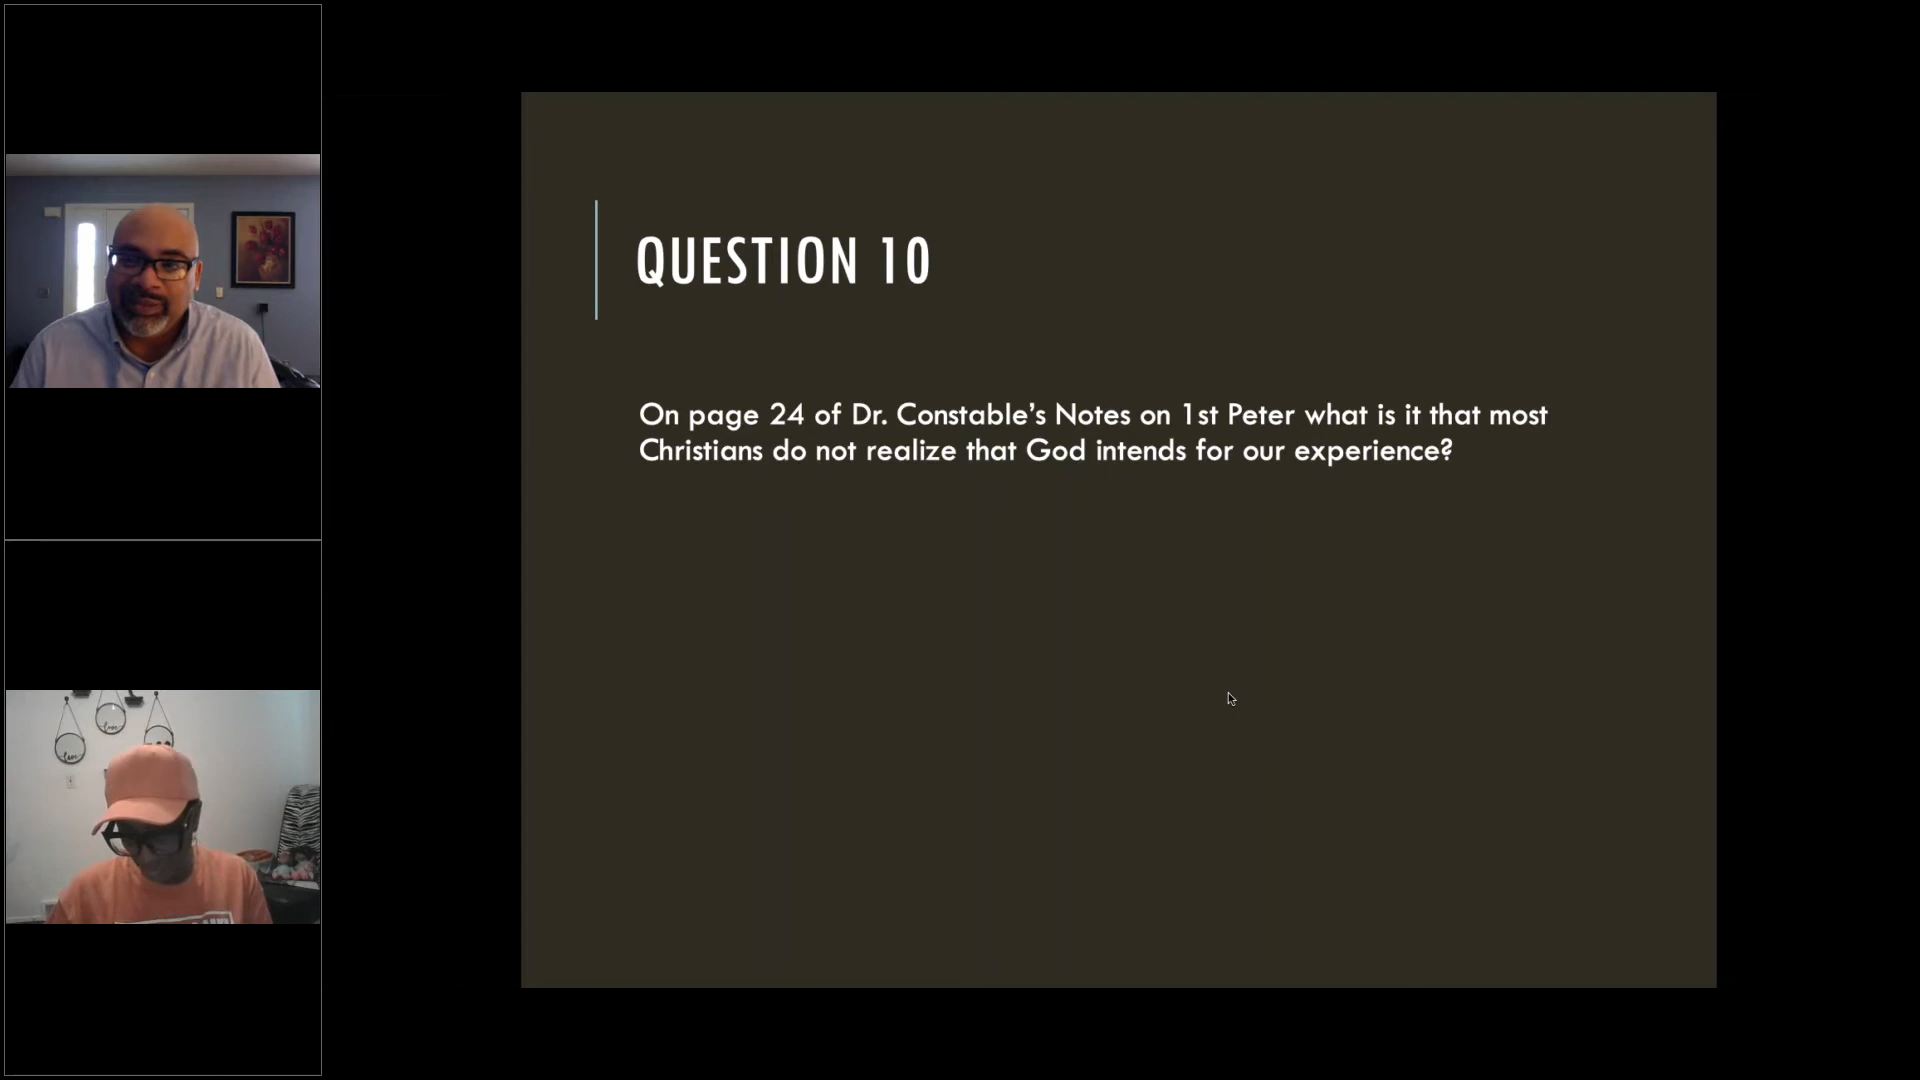 QUESTION 10
On page 24 of Dr. Constable's Notes on 1st Peter what is it that most
Christians do not realize that God intends for our experience?